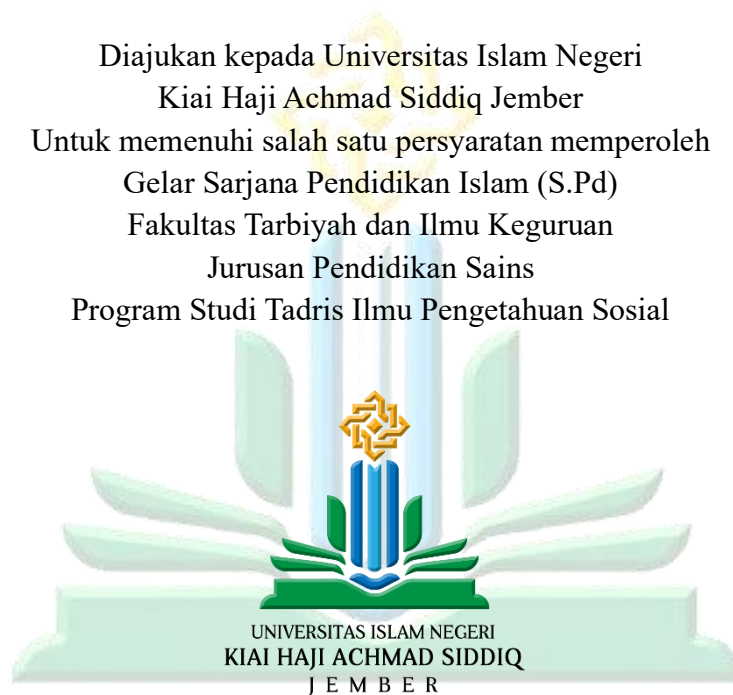 Diajukan kepada Universitas Islam Negeri
Kiai Haji Achmad Siddiq Jember
Untuk memenuhi salah satu persyaratan memperoleh
Gelar Sarjana Pendidikan Islam (S.Pd)
Fakultas Tarbiyah dan Ilmu Keguruan
Jurusan Pendidikan Sains
Program Studi Tadris Ilmu Pengetahuan Sosial
UNIVERSITAS ISLAM NEGERI
KIAI HAJI ACHMAD SIDDIQ
JEMBER